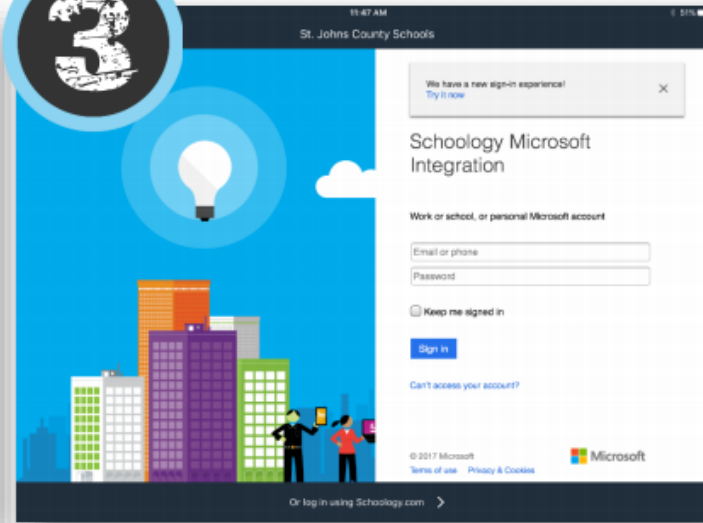 3
11:47 AM
51%
St. Johns County Schools
We have a new sign-in experience!
Try it now
Schoology Microsoft
Integration
Work or school, or personal Microsoft account
Email or phone
Password
Keep me signed in
Sign in
Can't access your account?
© 2017 Microsoft
Terms of use Privacy & Cookies
Microsoft
Or log in using Schoology.com